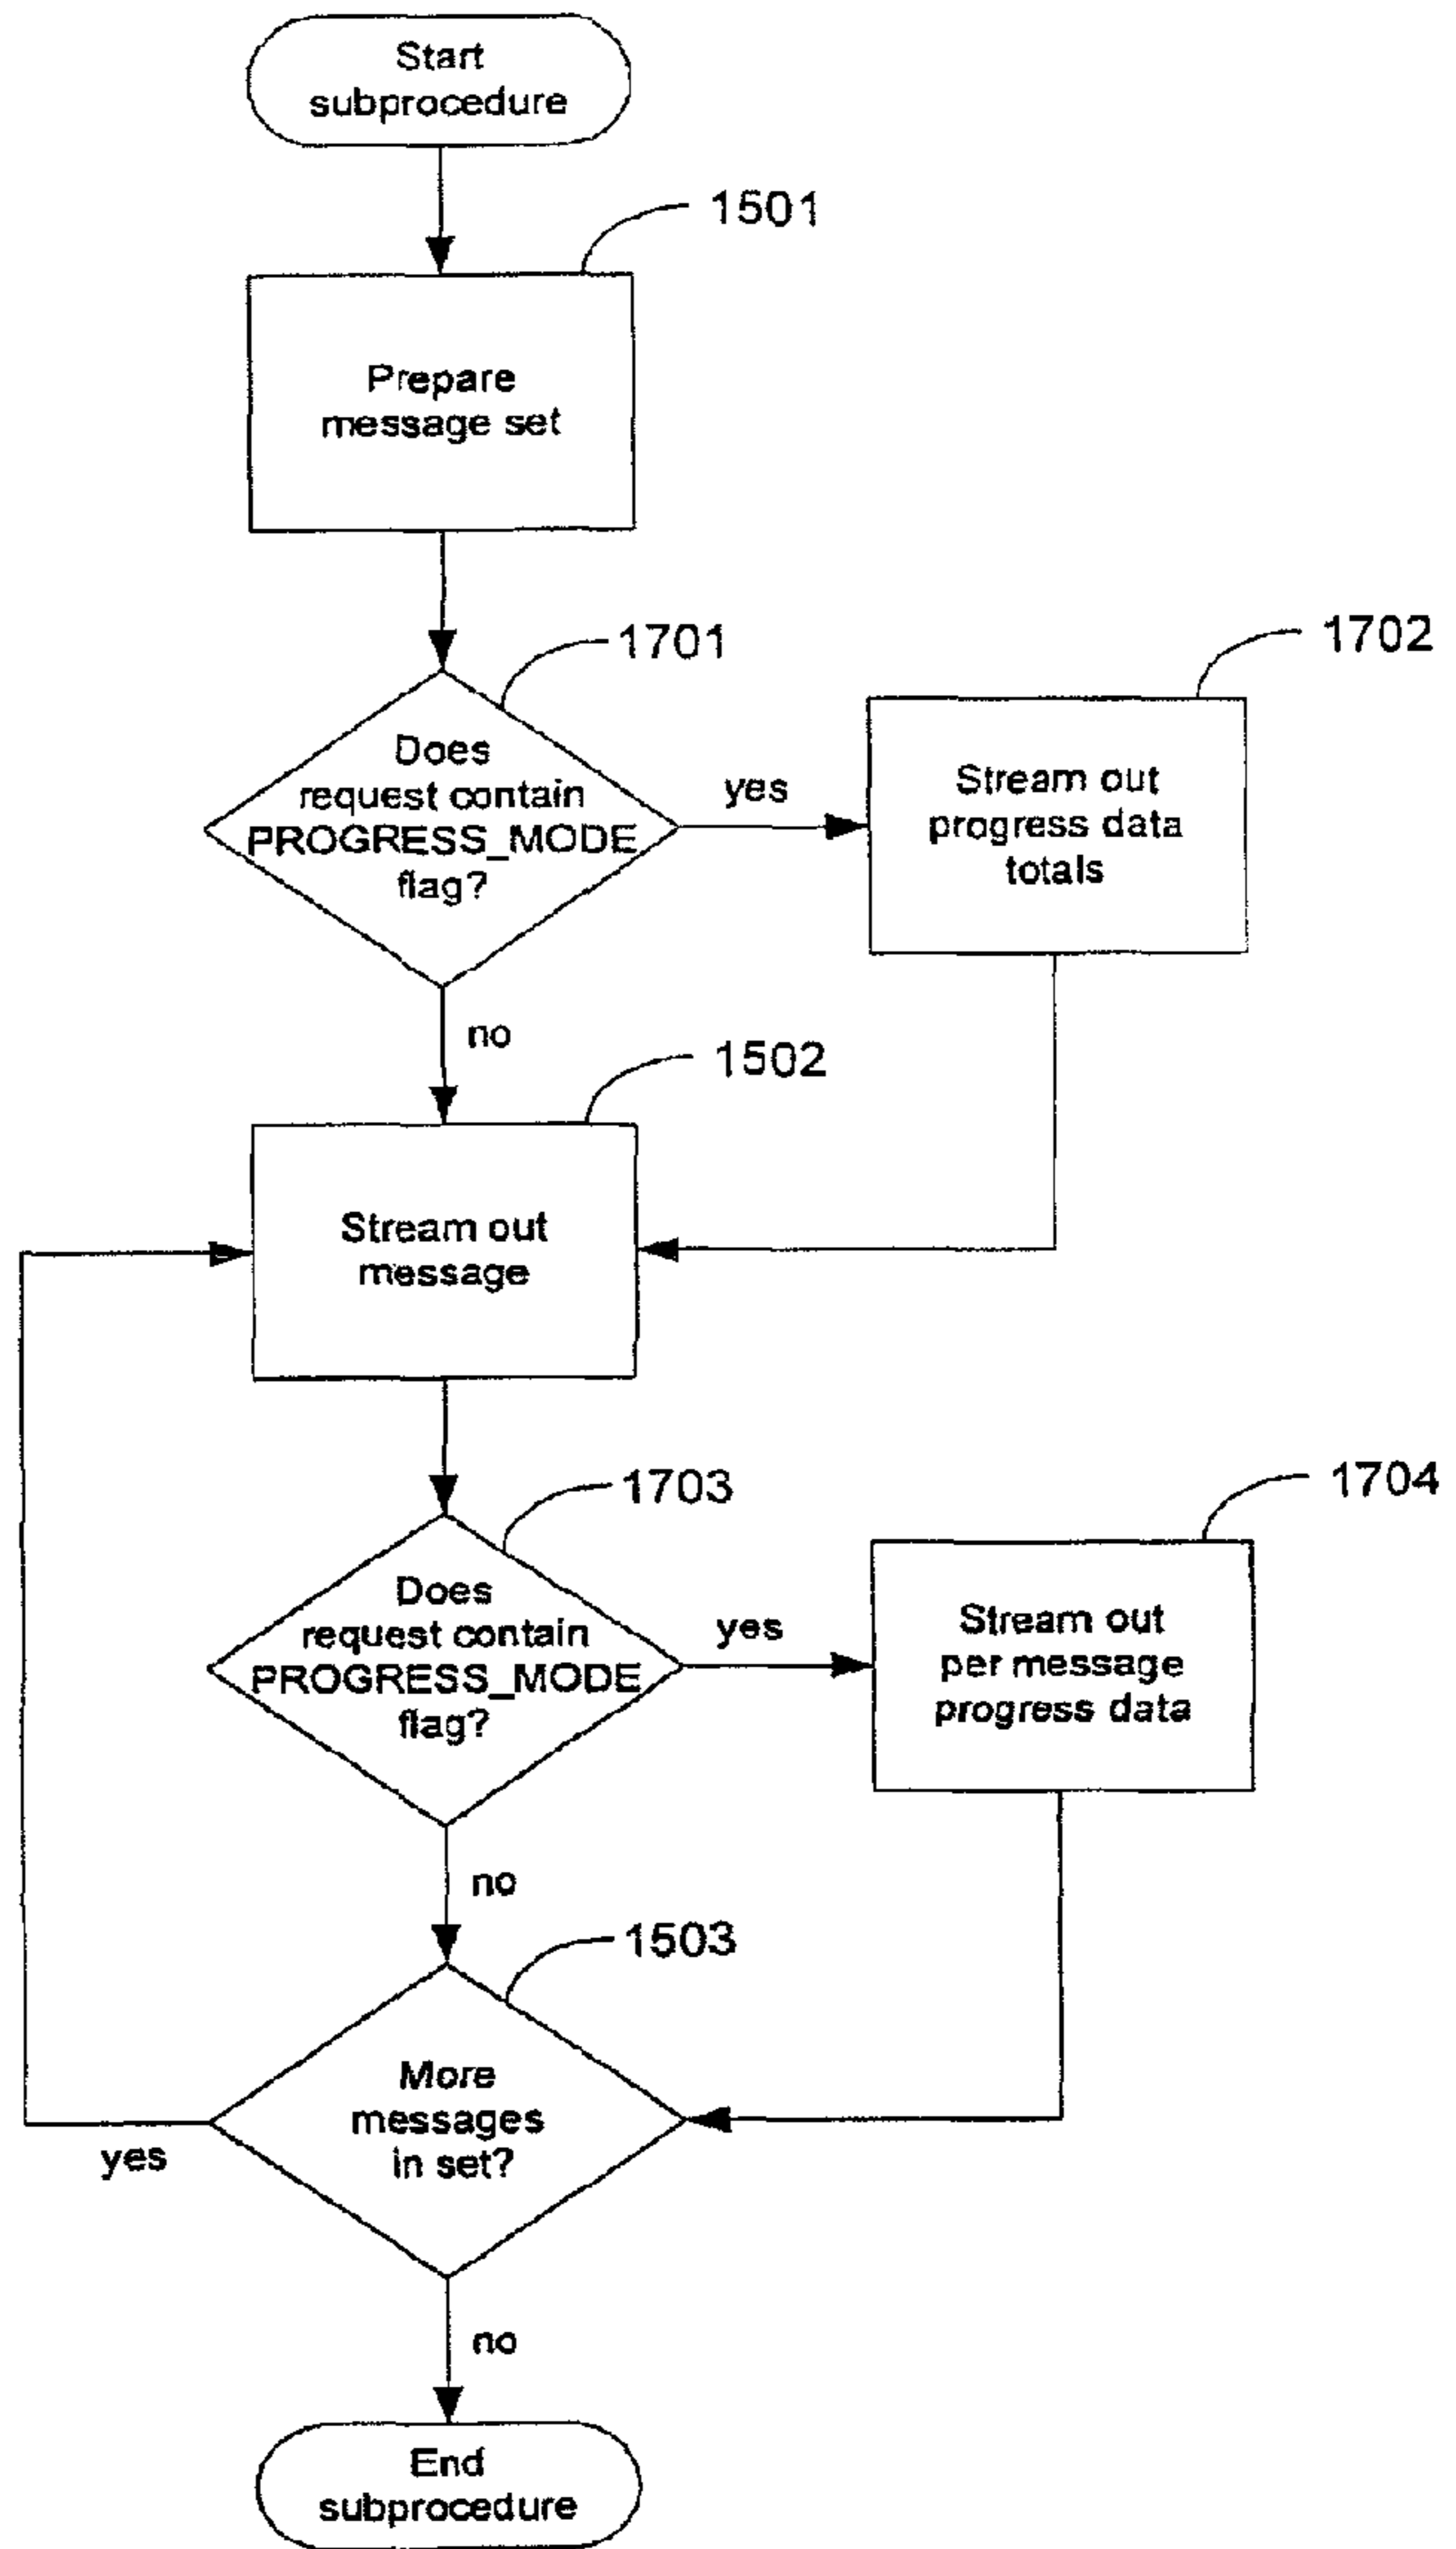 Start
subprocedure
1501
Prepare
message set
1701
1702
Does
request contain
PROGRESS_MODE
flag?
yes
Stream out
progress data
totals
no
1502
Stream out
message
1703
1704
Does
request contain
PROGRESS_MODE
flag?
yes
Stream out
per message
progress data
no
1503
More
messages
in set?
yes
no
End
subprocedure